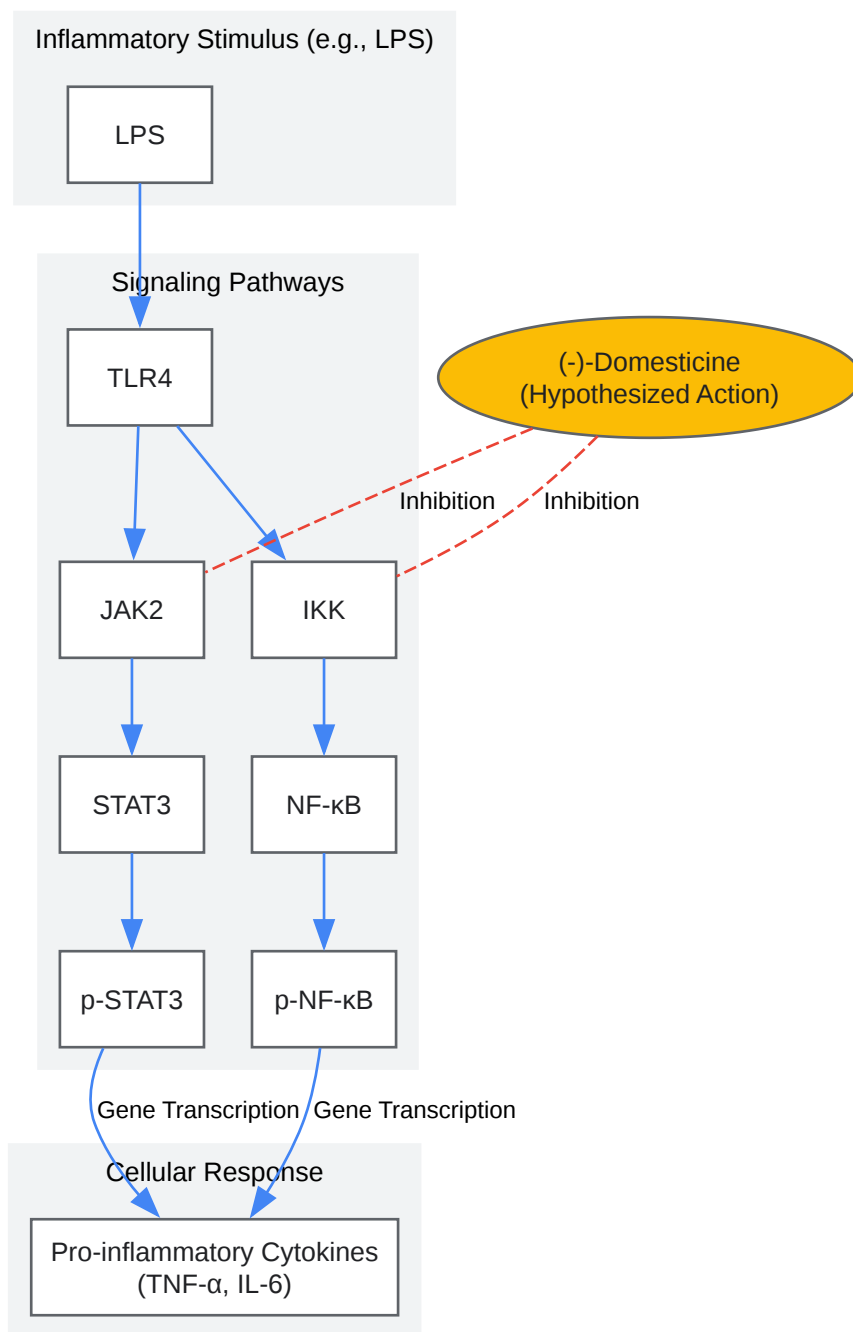 Inflammatory Stimulus (e.g., LPS)
LPS
Signaling Pathways
TLR4
(-)-Domesticine
(Hypothesized Action)
Inhibition
Inhibition
JAK2
IKK
STAT3
NF-κB
p-STAT3
p-NF-κB
Gene Transcription
Gene Transcription
Cellular Response
Pro-inflammatory Cytokines
(TNF-α, IL-6)